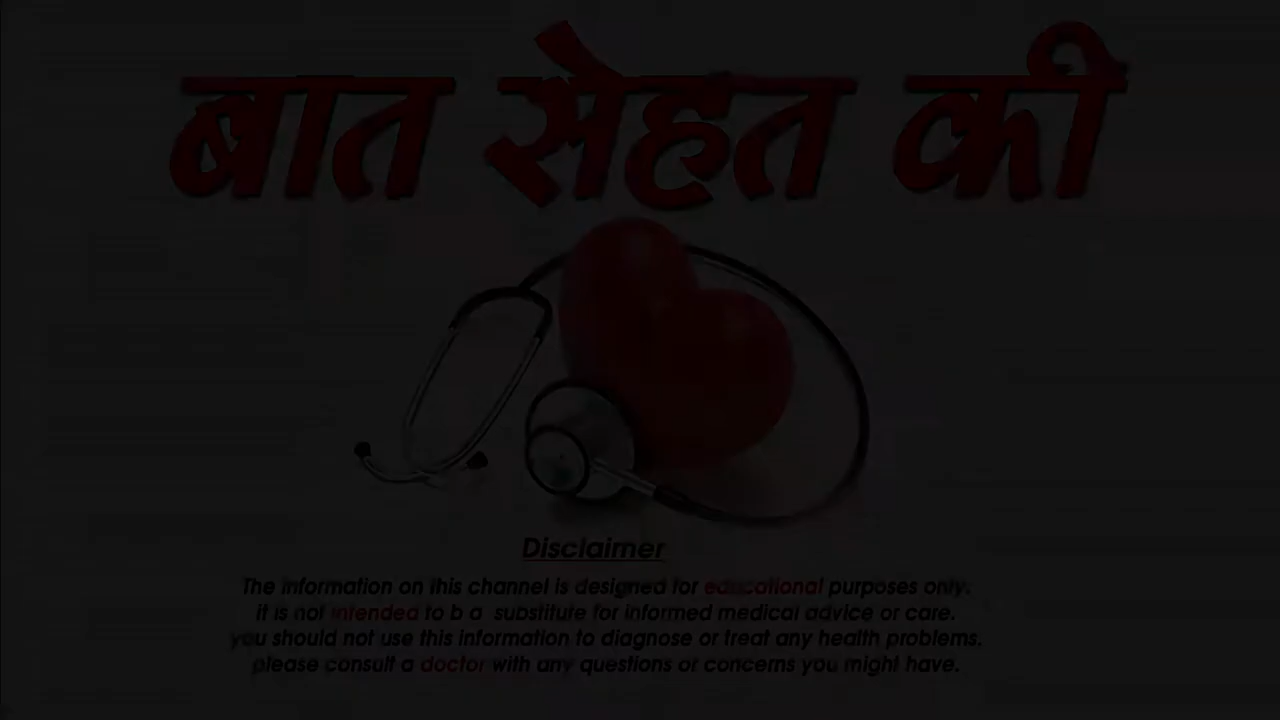 बात सेहत की
Disclaimer
The information on this channel is designed for educational purposes only.
it is not intended to b a substitute for informed medical advice or care.
you should not use this information to diagnose or treat any health problems.
please consult a doctor with any questions or concerns you might have.